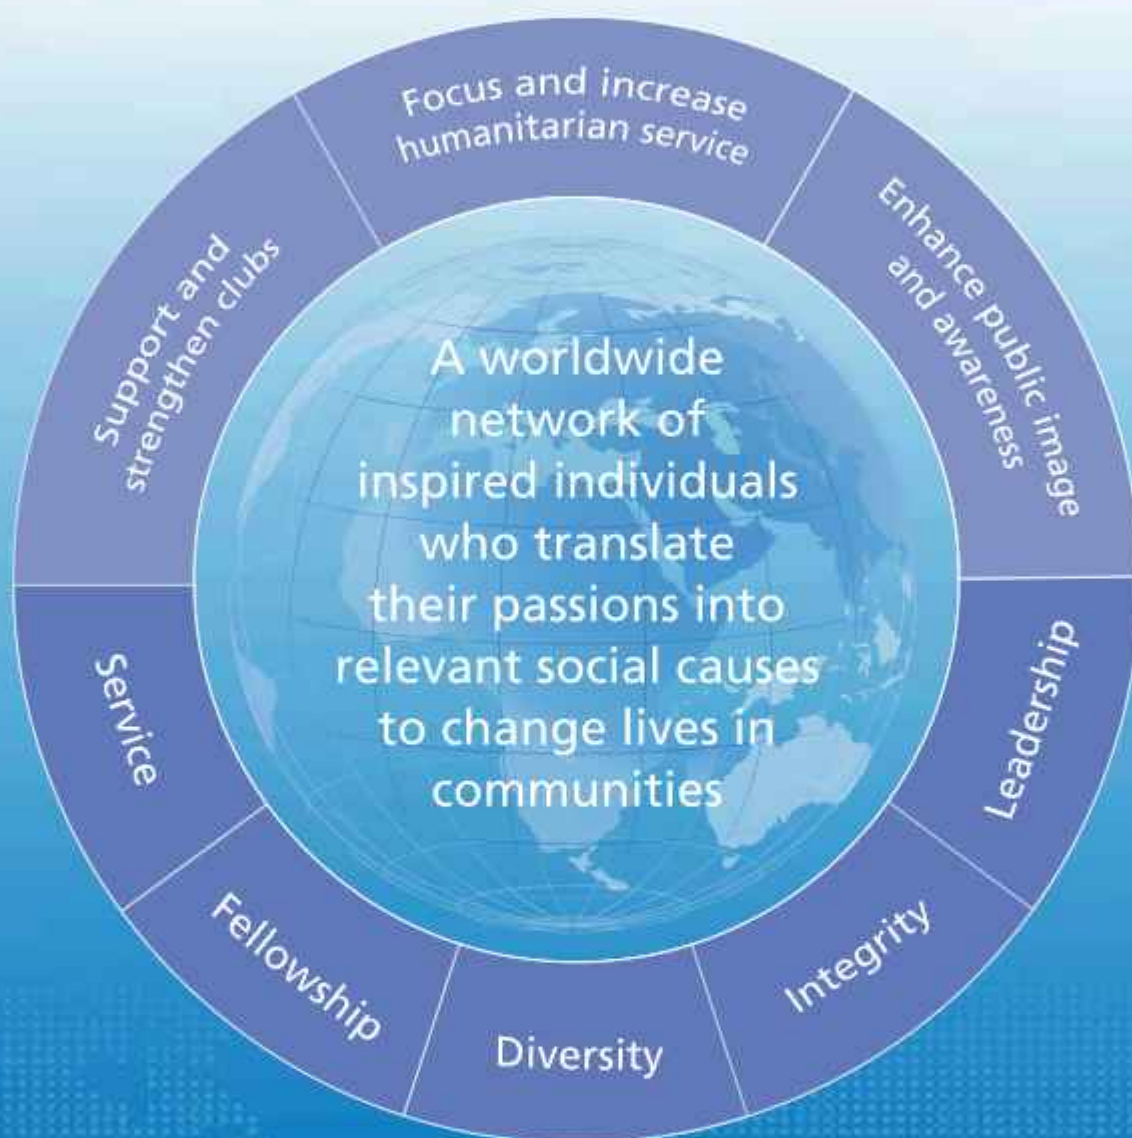 Focus and increase
humanitarian service
Support and
strengthen clubs
Enhance public image
and awareness
A worldwide
network of
inspired individuals
who translate
their passions into
relevant social causes
to change lives in
communities
Service
Fellowship
Diversity
Integrity
Leadership